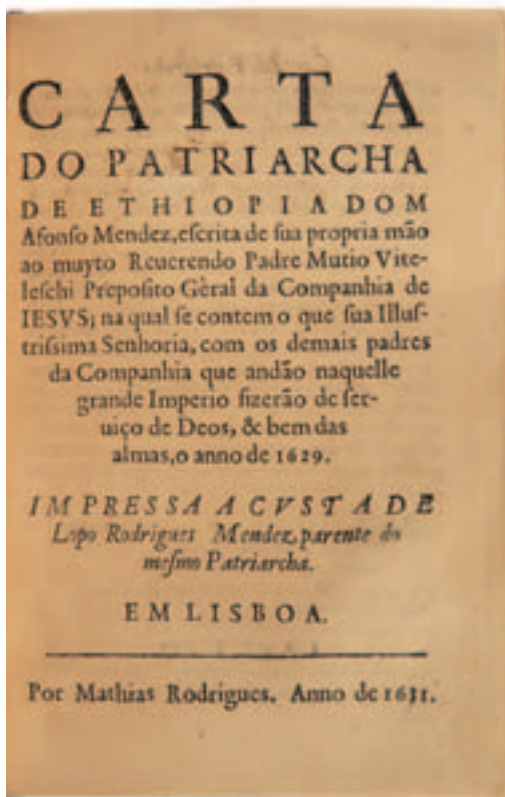 CARTA
DO PATRIARCHA
DE ETHIOPIA DOM
Afonſo Mendez, eſcrita de ſua propria mão
ao muyto Reuerendo Padre Mutio Vite-
leſchi Prepoſito Gèral da Companhia de
IESVS; na qual ſe contem o que ſua Illuſ-
triſsima Senhoria, com os demais padres
da Companhia que andão naquelle
grande Imperio fizerão de ſer-
uiço de Deos, & bem das
almas, o anno de 1629.
IMPRESSA A CVSTA DE
Lopo Rodrigues Mendez, parente do
meſmo Patriarcha.
EM LISBOA.
Por Mathias Rodrigues. Anno de 1631.